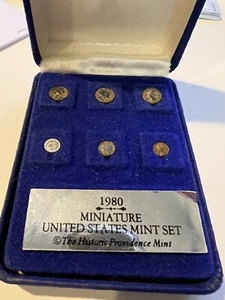 1980
MINIATURE
UNITED STATES MINT SET
©The Historic Providence Mint